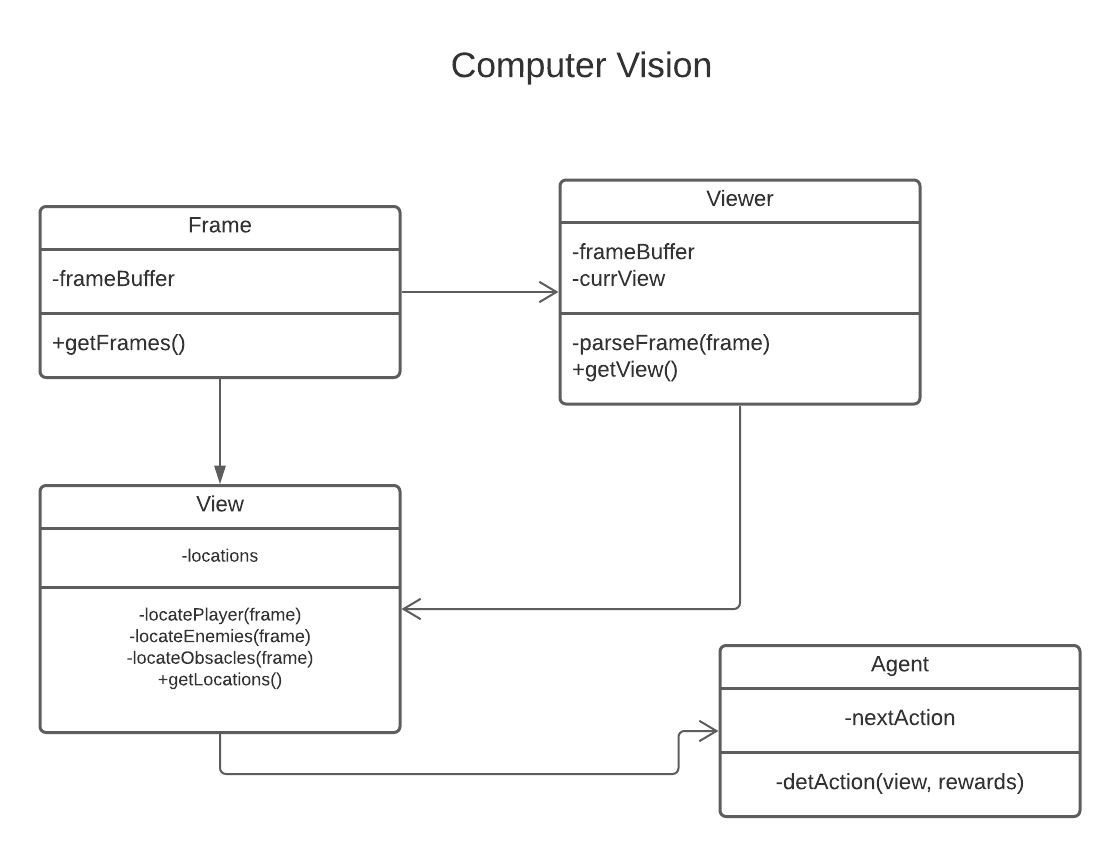 Computer Vision
Frame
-frameBuffer
+getFrames()
Viewer
-frameBuffer
-currView
-parseFrame(frame)
+getView()
View
-locations
-locatePlayer(frame)
-locateEnemies(frame)
-locateObsacles(frame)
+getLocations()
Agent
-nextAction
-detAction(view, rewards)